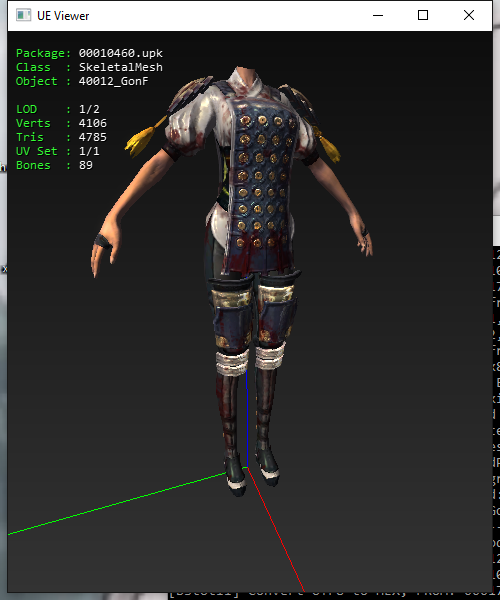 UE Viewer
Package: 00010460.upk
Class : SkeletalMesh
Object : 40012_GonF
LOD : 1/2
Verts : 4106
Tris : 4785
UV Set : 1/1
Bones : 89